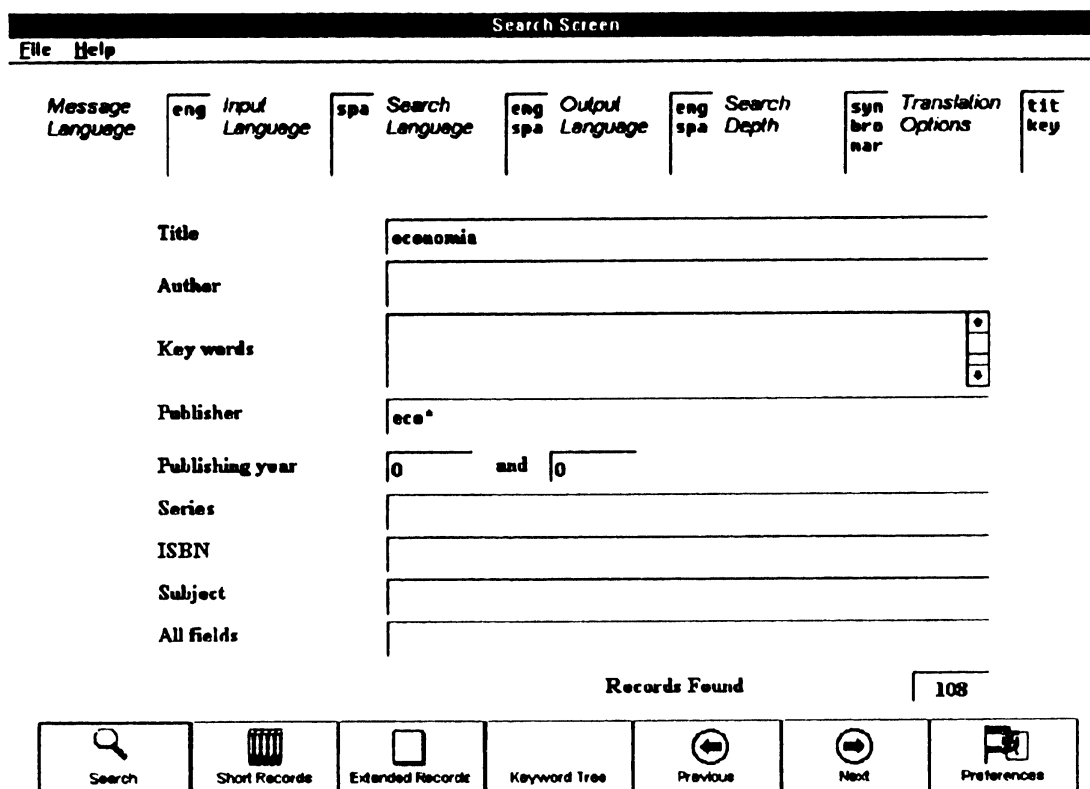 Search Screen
File Help
Message Language eng Input Language spa Search Language eng spa Output Language eng spa Search Depth syn bro nar Translation Options tit key
Title economia
Author
Key words
Publisher eco*
Publishing year 0 and 0
Series
ISBN
Subject
All fields
Records Found 108
Search Short Records Extended Records Keyword Tree Previous Next Preferences